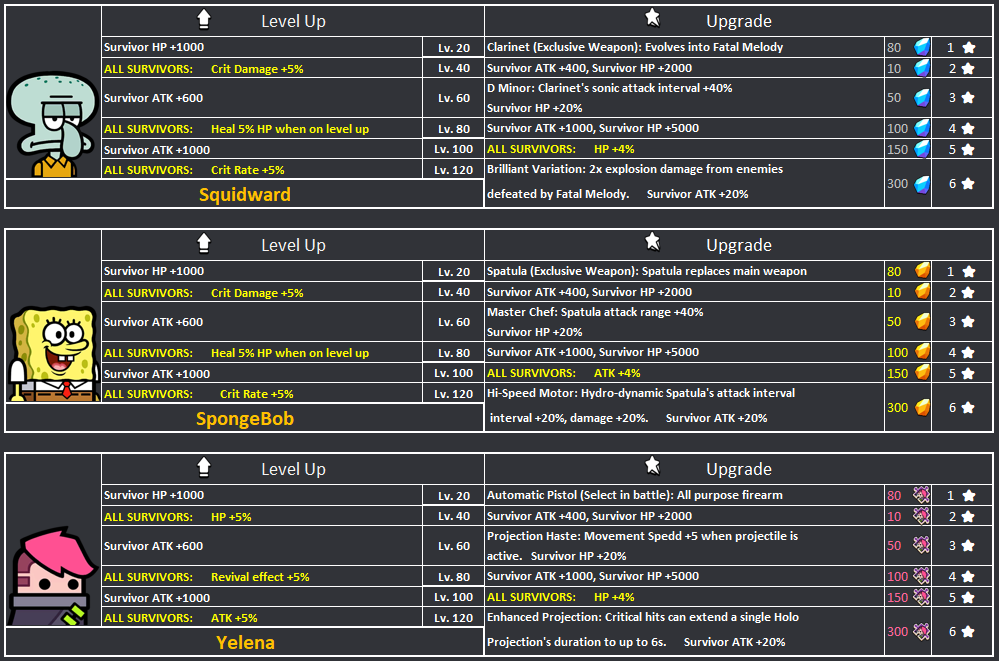 Level Up Upgrade
Survivor HP +1000 Lv. 20 Clarinet (Exclusive Weapon): Evolves into Fatal Melody 80 1
ALL SURVIVORS: Crit Damage +5% Lv. 40 Survivor ATK +400, Survivor HP +2000 10 2
Survivor ATK +600 Lv. 60 D Minor: Clarinet's sonic attack interval +40% 50 3
Survivor HP +20%
ALL SURVIVORS: Heal 5% HP when on level up Lv. 80 Survivor ATK +1000, Survivor HP +5000 100 4
Survivor ATK +1000 Lv. 100 ALL SURVIVORS: HP +4% 150 5
ALL SURVIVORS: Crit Rate +5% Lv. 120 Brilliant Variation: 2x explosion damage from enemies 300 6
Squidward defeated by Fatal Melody. Survivor ATK +20%
Level Up Upgrade
Survivor HP +1000 Lv. 20 Spatula (Exclusive Weapon): Spatula replaces main weapon 80 1
ALL SURVIVORS: Crit Damage +5% Lv. 40 Survivor ATK +400, Survivor HP +2000 10 2
Survivor ATK +600 Lv. 60 Master Chef: Spatula attack range +40% 50 3
Survivor HP +20%
ALL SURVIVORS: Heal 5% HP when on level up Lv. 80 Survivor ATK +1000, Survivor HP +5000 100 4
Survivor ATK +1000 Lv. 100 ALL SURVIVORS: ATK +4% 150 5
ALL SURVIVORS: Crit Rate +5% Lv. 120 Hi-Speed Motor: Hydro-dynamic Spatula's attack interval 300 6
SpongeBob interval +20%, damage +20%. Survivor ATK +20%
Level Up Upgrade
Survivor HP +1000 Lv. 20 Automatic Pistol (Select in battle): All purpose firearm 80 1
ALL SURVIVORS: HP +5% Lv. 40 Survivor ATK +400, Survivor HP +2000 10 2
Survivor ATK +600 Lv. 60 Projection Haste: Movement Spedd +5 when projectile is 50 3
active. Survivor HP +20%
ALL SURVIVORS: Revival effect +5% Lv. 80 Survivor ATK +1000, Survivor HP +5000 100 4
Survivor ATK +1000 Lv. 100 ALL SURVIVORS: HP +4% 150 5
ALL SURVIVORS: ATK +5% Lv. 120 Enhanced Projection: Critical hits can extend a single Holo 300 6
Yelena Projection's duration to up to 6s. Survivor ATK +20%